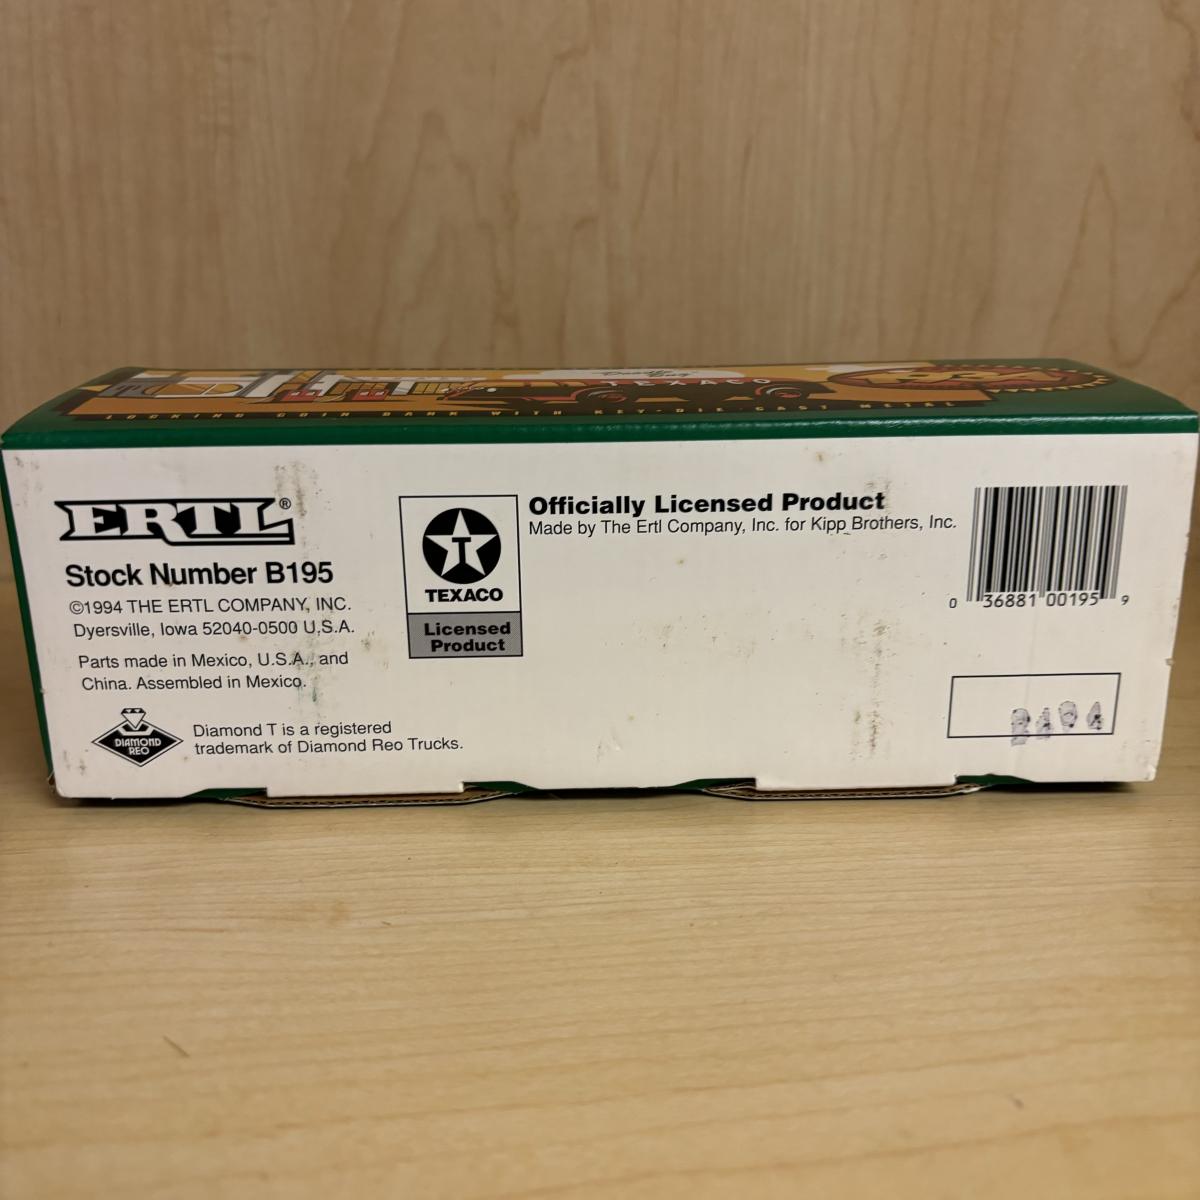 TEXACO
LOCKING COIN BANK WITH KEY · DIE CAST METAL
ERTL®
Stock Number B195
©1994 THE ERTL COMPANY, INC.
Dyersville, Iowa 52040-0500 U.S.A.
Parts made in Mexico, U.S.A., and
China. Assembled in Mexico.
DIAMOND
REO
Diamond T is a registered
trademark of Diamond Reo Trucks.
T
TEXACO
Licensed
Product
Officially Licensed Product
Made by The Ertl Company, Inc. for Kipp Brothers, Inc.
0 36881 00195 9